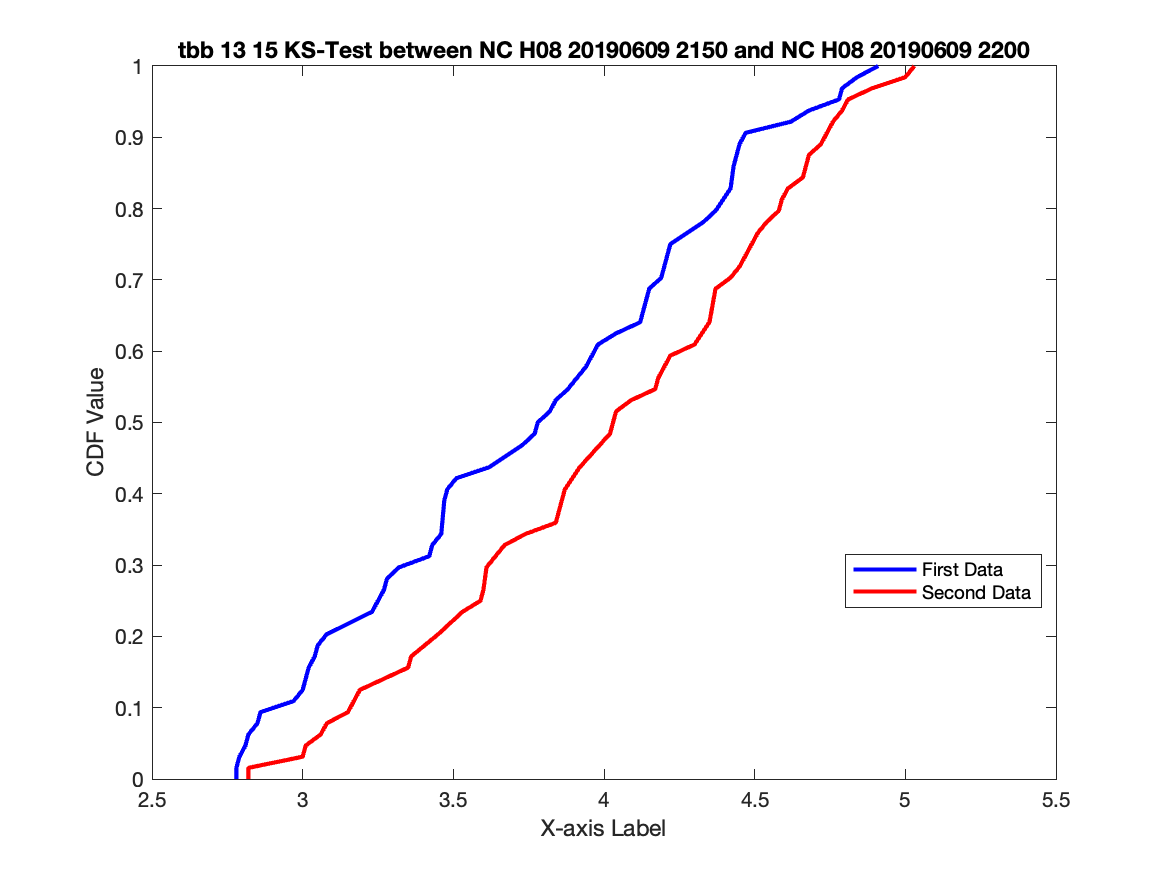 tbb 13 15 KS-Test between NC H08 20190609 2150 and NC H08 20190609 2200
1
0.9
0.8
0.7
0.6
0.5
0.4
0.3
0.2
0.1
0
CDF Value
First Data
Second Data
2.5 3 3.5 4 4.5 5 5.5
X-axis Label